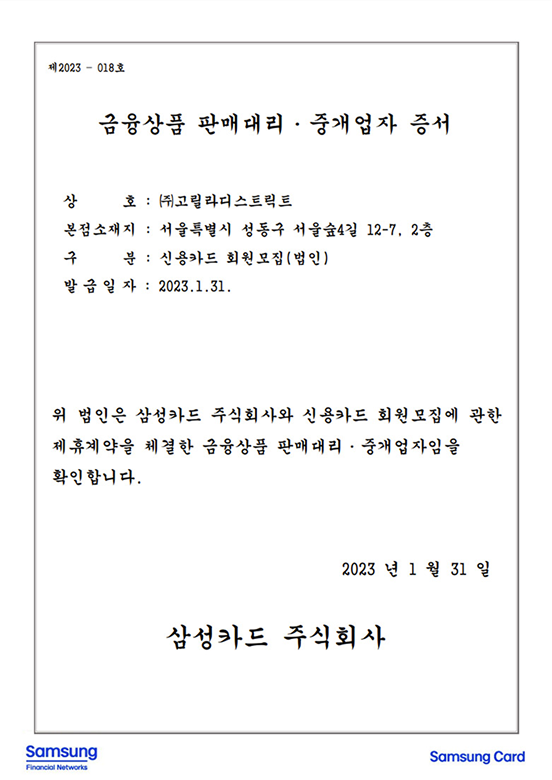 제2023 - 018호
금융상품 판매대리·중개업자 증서
상 호 : ㈜고릴라디스트릭트
본점소재지 : 서울특별시 성동구 서울숲4길 12-7, 2층
구 분 : 신용카드 회원모집(법인)
발급일자 : 2023.1.31.
위 법인은 삼성카드 주식회사와 신용카드 회원모집에 관한
제휴계약을 체결한 금융상품 판매대리·중개업자임을
확인합니다.
2023 년 1 월 31 일
삼성카드 주식회사
Samsung
Financial Networks
Samsung Card